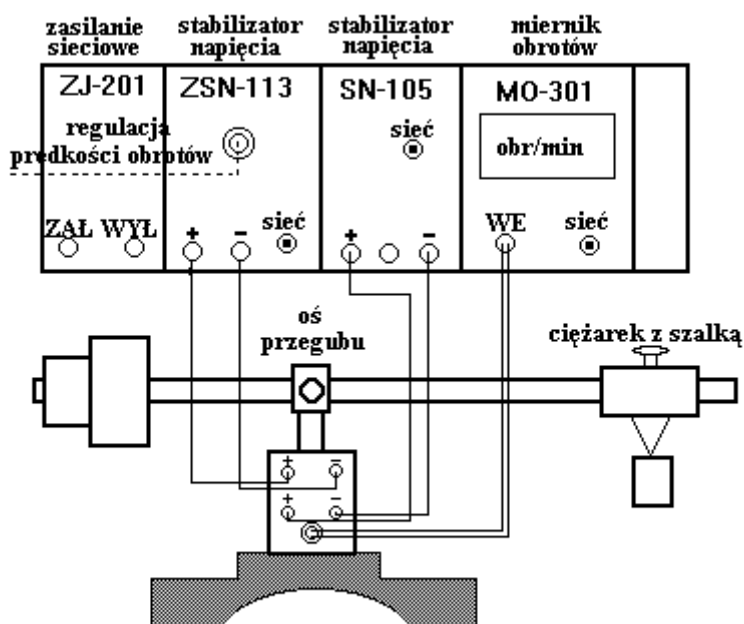 zasilanie
sieciowe
stabilizator
napięcia
stabilizator
napięcia
miernik
obrotów
ZJ-201
ZSN-113
SN-105
MO-301
regulacja
prędkości obrotów
sieć
obr/min
ZAŁ WYŁ
+ −
sieć
+ −
WE
sieć
oś
przegubu
ciężarek z szalką
+ −
+ −